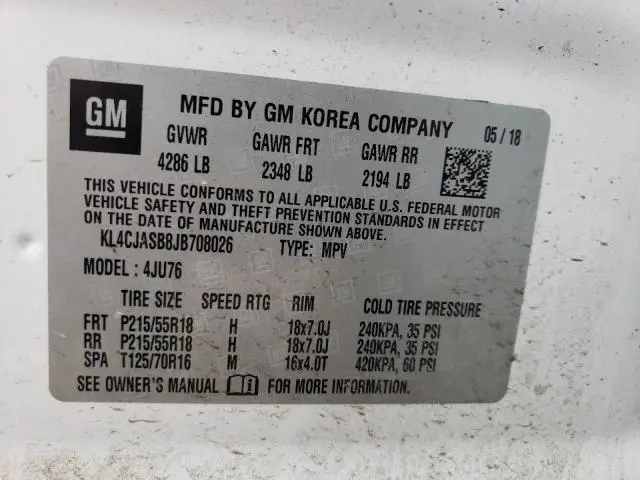 GM
MFD BY GM KOREA COMPANY 05/18
GVWR GAWR FRT GAWR RR
4286 LB 2348 LB 2194 LB
THIS VEHICLE CONFORMS TO ALL APPLICABLE U.S. FEDERAL MOTOR
VEHICLE SAFETY AND THEFT PREVENTION STANDARDS IN EFFECT
ON THE DATE OF MANUFACTURE SHOWN ABOVE.
KL4CJASB8JB708026 TYPE: MPV
MODEL: 4JU76
TIRE SIZE SPEED RTG RIM COLD TIRE PRESSURE
FRT P215/55R18 H 18x7.0J 240KPA, 35 PSI
RR P215/55R18 H 18x7.0J 240KPA, 35 PSI
SPA T125/70R16 M 16x4.0T 420KPA, 60 PSI
SEE OWNER'S MANUAL FOR MORE INFORMATION.